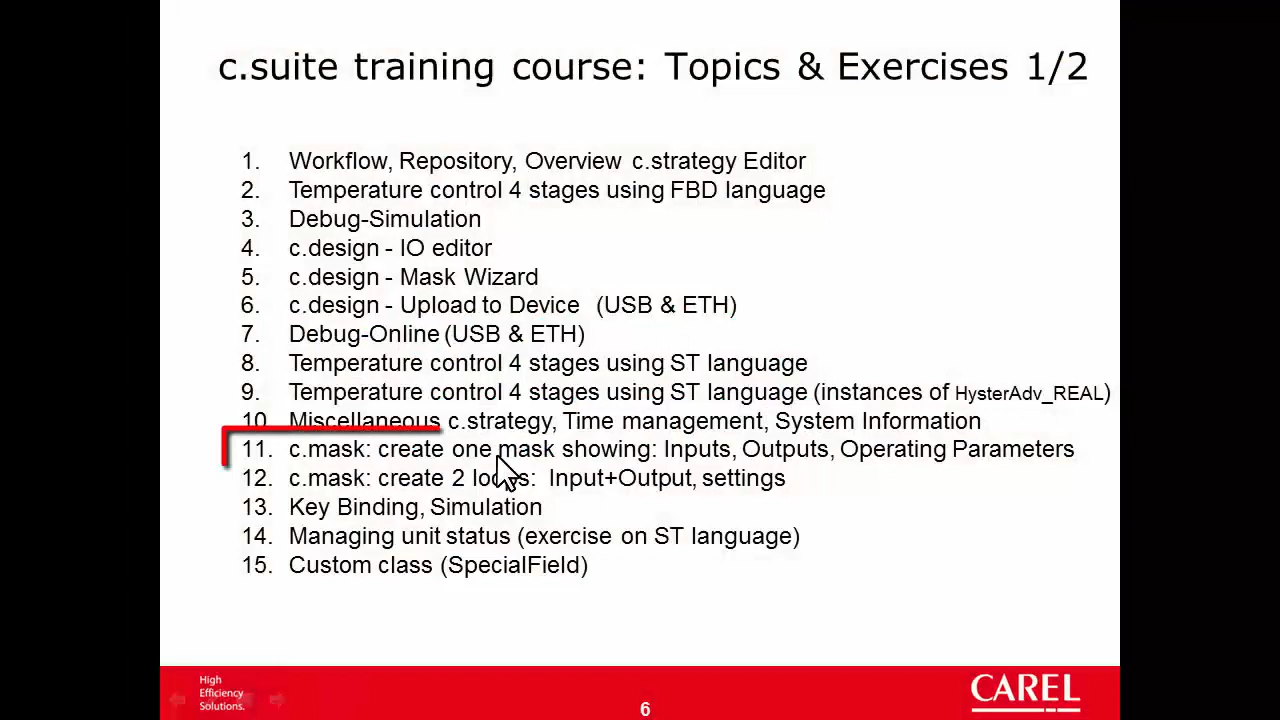 c.suite training course: Topics & Exercises 1/2
1. Workflow, Repository, Overview c.strategy Editor
2. Temperature control 4 stages using FBD language
3. Debug-Simulation
4. c.design - IO editor
5. c.design - Mask Wizard
6. c.design - Upload to Device (USB & ETH)
7. Debug-Online (USB & ETH)
8. Temperature control 4 stages using ST language
9. Temperature control 4 stages using ST language (instances of HysterAdv_REAL)
10. Miscellaneous c.strategy, Time management, System Information
11. c.mask: create one mask showing: Inputs, Outputs, Operating Parameters
12. c.mask: create 2 Input+Output, settings
13. Key Binding, Simulation
14. Managing unit status (exercise on ST language)
15. Custom class (SpecialField)
High
Efficiency
Solutions.
6
CAREL